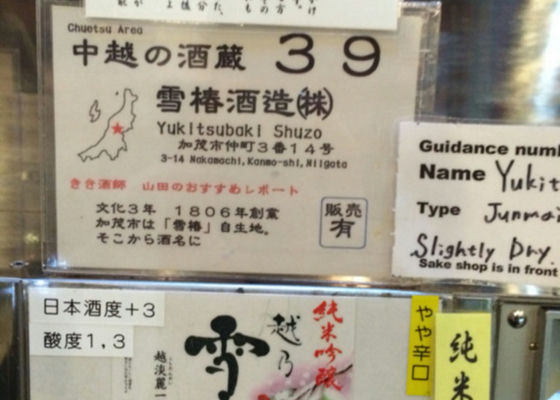 Chuetsu Area
中越の酒蔵 39
雪椿酒造㈱
Yukitsubaki Shuzo
加茂市仲町3番14号
3-14 Nakamachi,Kamo-shi,Niigata
きき酒師 山田のおすすめレポート
文化3年 1806年創業
加茂市は「雪椿」自生地。
そこから酒名に
販売
有
Guidance
Name Yukit
Type Junma
Slightly Dry.
Sake shop is in front
日本酒度+3
酸度1,3
純米吟醸
越乃
雪
越淡麗
やや辛口
純米